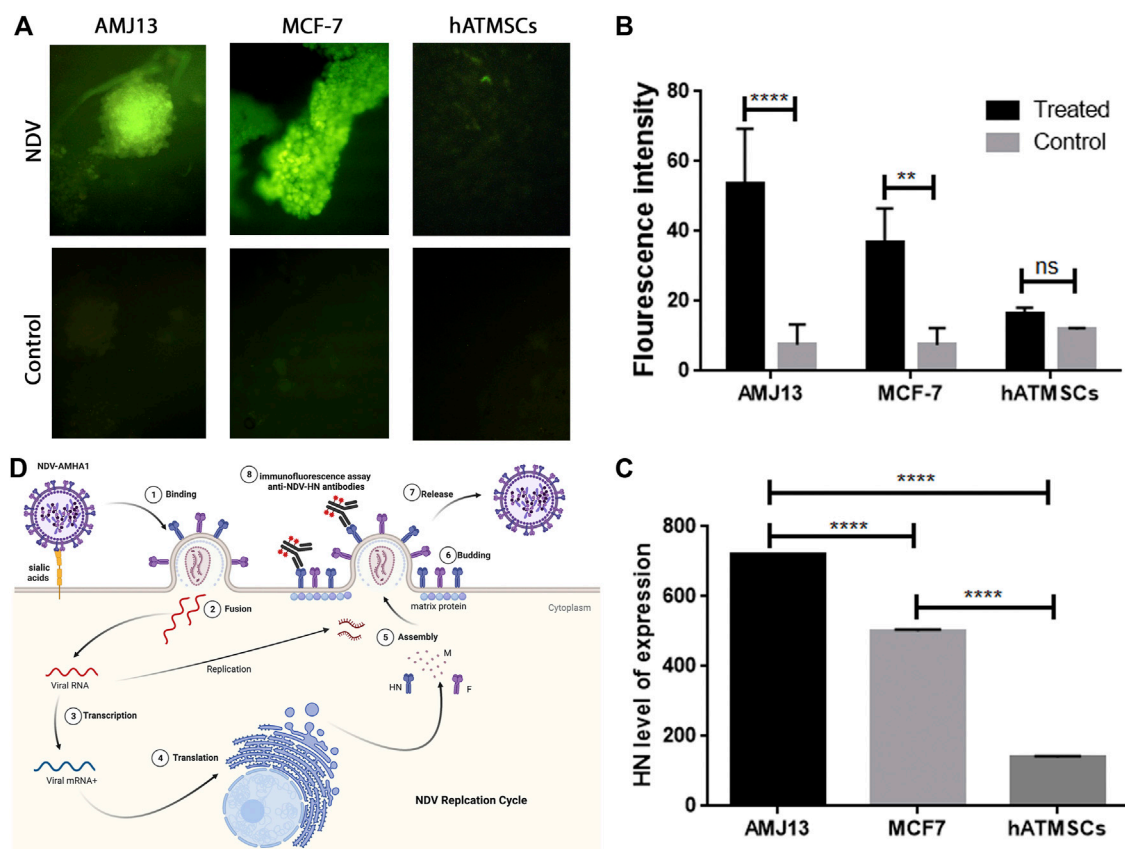 A
AMJ13
MCF-7
hATMSCs
NDV
Control
B
Flourescence intensity
80
60
40
20
0
****
**
ns
Treated
Control
AMJ13
MCF-7
hATMSCs
D
NDV-AMHA1
1 Binding
sialic
acids
8 immunofluorescence assay
anti-NDV-HN antibodies
7 Release
6 Budding
matrix protein
Cytoplasm
2 Fusion
5 Assembly
Replication
M
HN
F
Viral RNA
3 Transcription
4 Translation
Viral mRNA+
NDV Replcation Cycle
C
HN level of expression
800
600
400
200
0
****
****
****
AMJ13
MCF7
hATMSCs